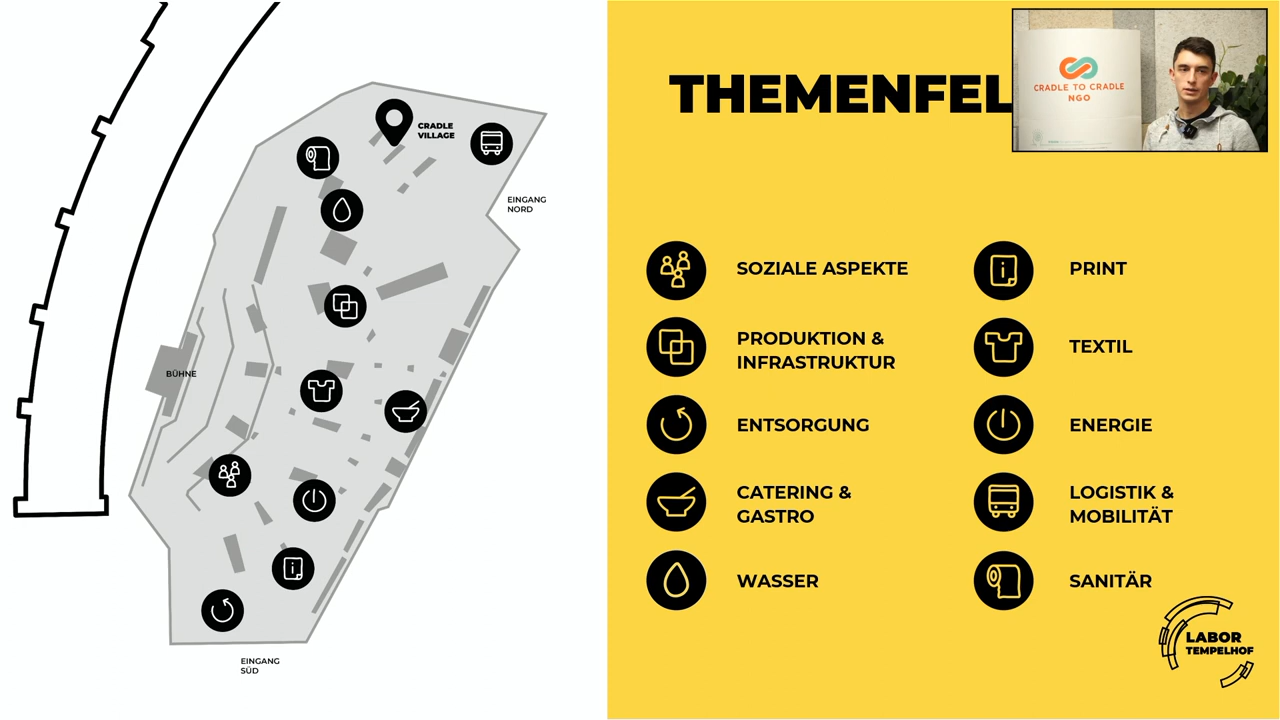 CRADLE
VILLAGE
EINGANG
NORD
BÜHNE
EINGANG
SÜD
CRADLE TO CRADLE
NGO
SOZIALE ASPEKTE
PRODUKTION &
INFRASTRUKTUR
ENTSORGUNG
CATERING &
GASTRO
WASSER
PRINT
TEXTIL
ENERGIE
LOGISTIK &
MOBILITÄT
SANITÄR
LABOR
TEMPELHOF